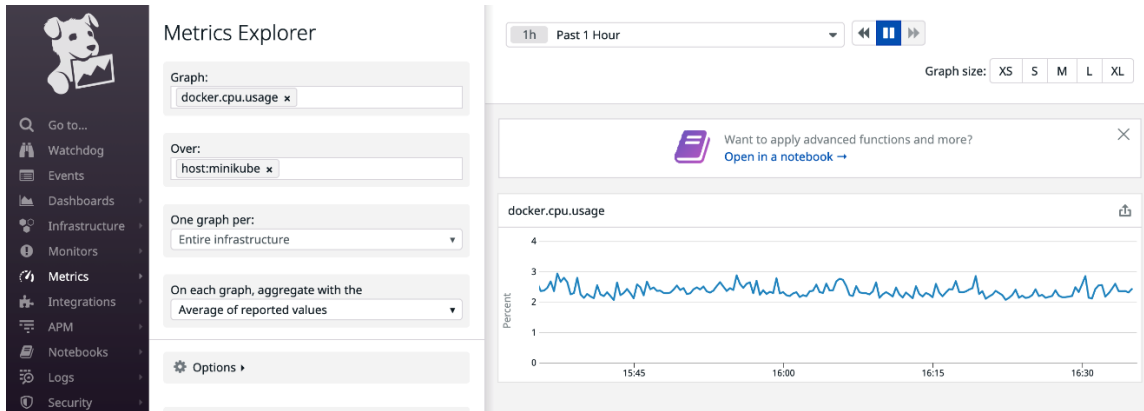 Go to...
Watchdog
Events
Dashboards
Infrastructure
Monitors
Metrics
Integrations
APM
Notebooks
Logs
Security
Metrics Explorer
Graph:
docker.cpu.usage ×
Over:
host:minikube ×
One graph per:
Entire infrastructure
On each graph, aggregate with the
Average of reported values
Options
1h Past 1 Hour
Graph size: XS S M L XL
Want to apply advanced functions and more?
Open in a notebook →
docker.cpu.usage
Percent
4
3
2
1
0
15:45 16:00 16:15 16:30